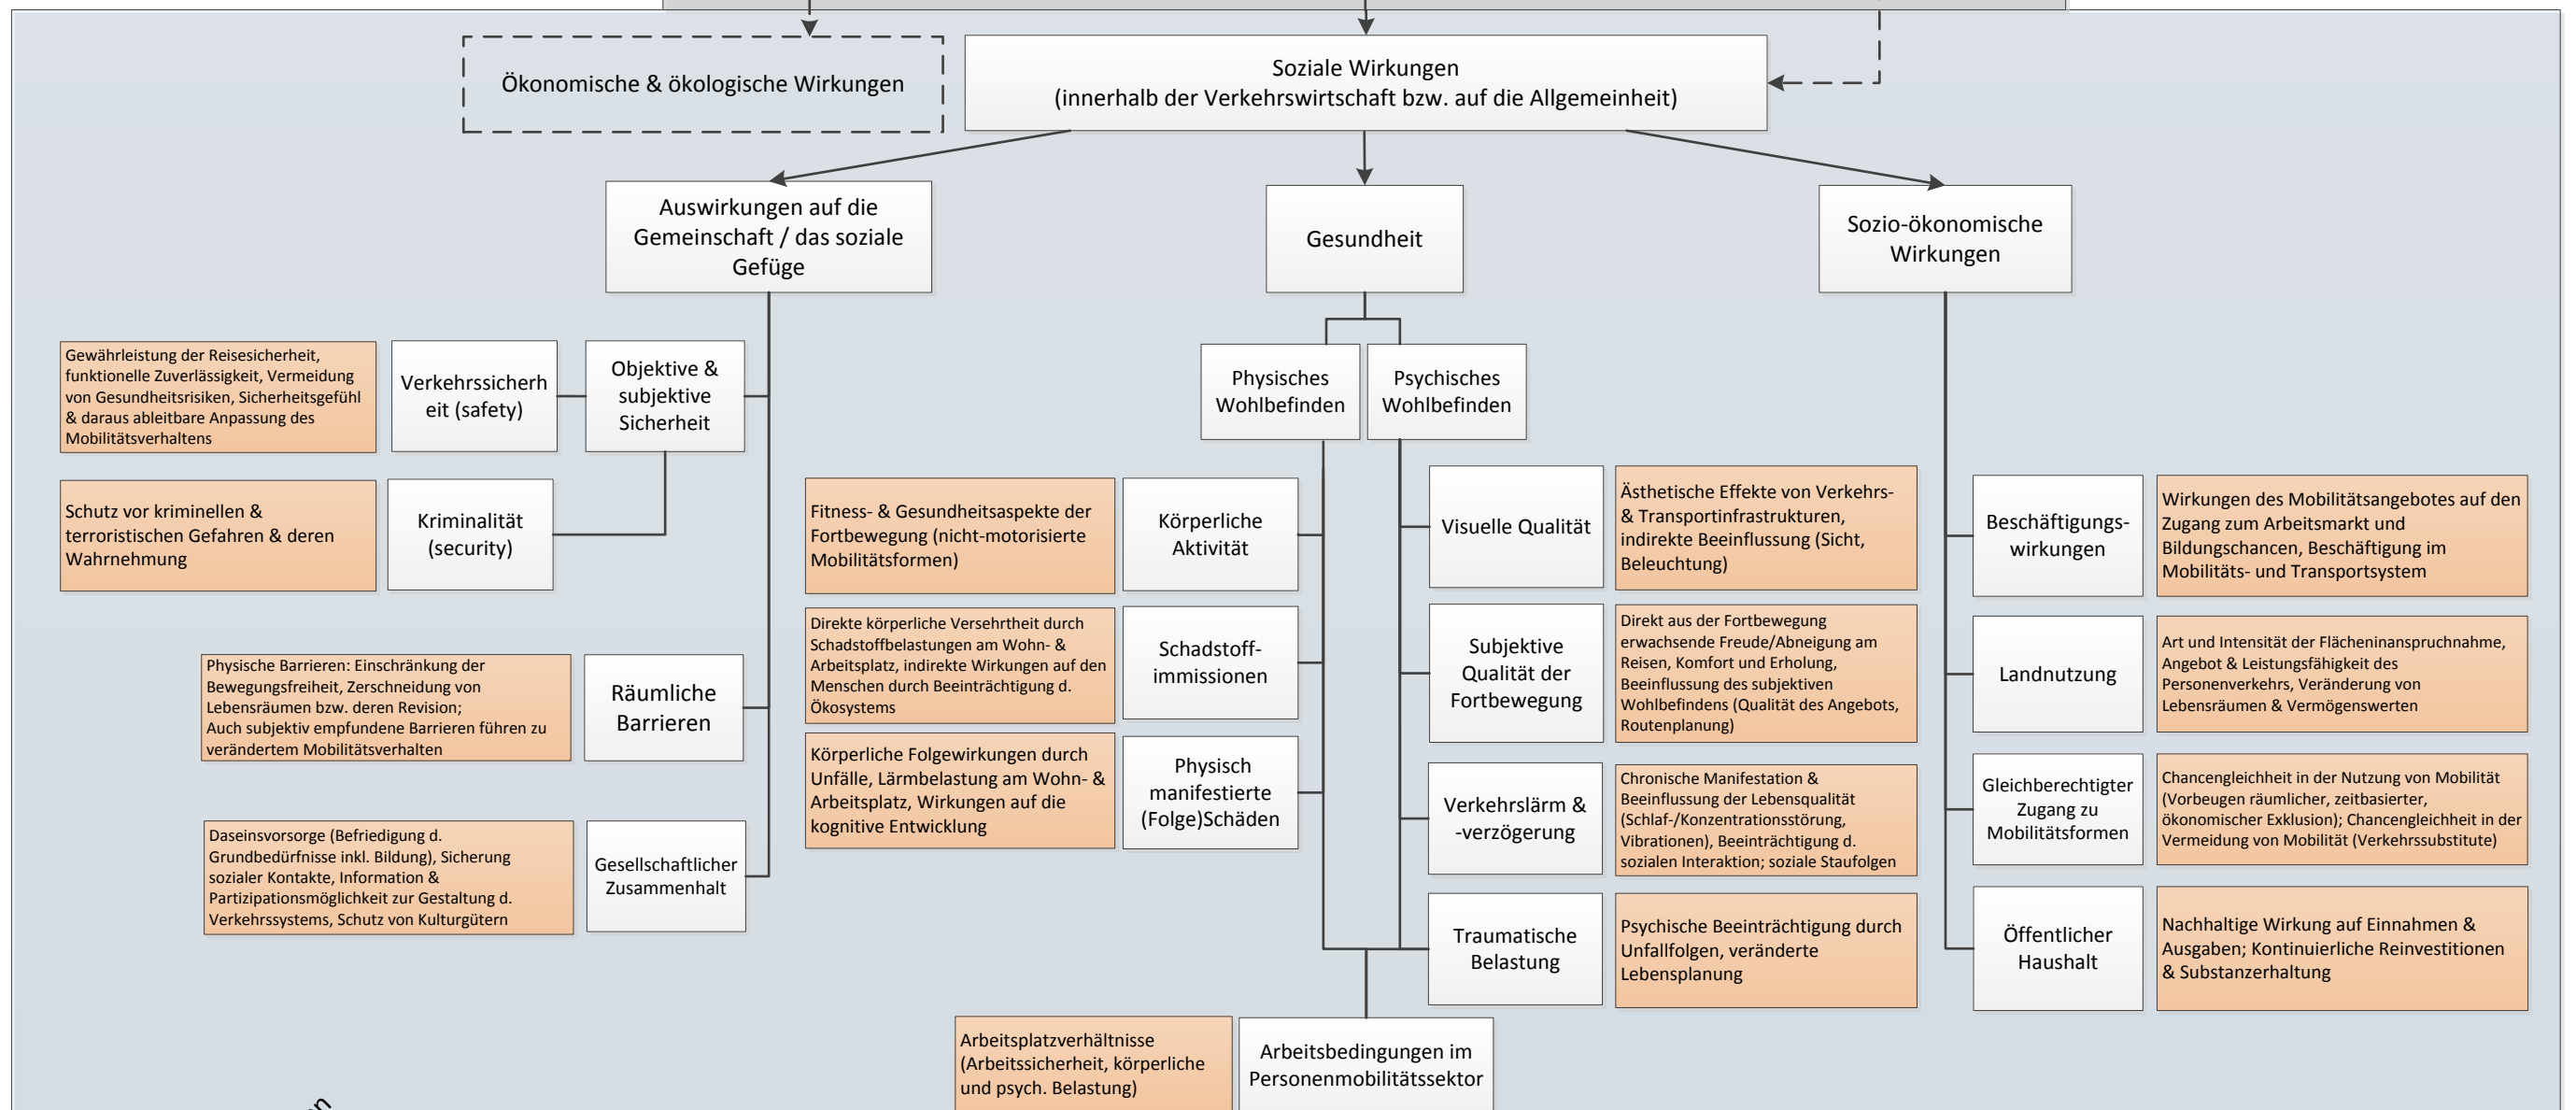 Ökonomische & ökologische Wirkungen
Soziale Wirkungen
(innerhalb der Verkehrswirtschaft bzw. auf die Allgemeinheit)
Auswirkungen auf die
Gemeinschaft / das soziale
Gefüge
Gesundheit
Sozio-ökonomische
Wirkungen
Gewährleistung der Reisesicherheit,
funktionelle Zuverlässigkeit, Vermeidung
von Gesundheitsrisiken, Sicherheitsgefühl
& daraus ableitbare Anpassung des
Mobilitätsverhaltens
Verkehrssicherh
eit (safety)
Objektive &
subjektive
Sicherheit
Schutz vor kriminellen &
terroristischen Gefahren & deren
Wahrnehmung
Kriminalität
(security)
Physische Barrieren: Einschränkung der
Bewegungsfreiheit, Zerschneidung von
Lebensräumen bzw. deren Revision;
Auch subjektiv empfundene Barrieren führen zu
verändertem Mobilitätsverhalten
Räumliche
Barrieren
Daseinsvorsorge (Befriedigung d.
Grundbedürfnisse inkl. Bildung), Sicherung
sozialer Kontakte, Information &
Partizipationsmöglichkeit zur Gestaltung d.
Verkehrssystems, Schutz von Kulturgütern
Gesellschaftlicher
Zusammenhalt
Physisches
Wohlbefinden
Psychisches
Wohlbefinden
Fitness- & Gesundheitsaspekte der
Fortbewegung (nicht-motorisierte
Mobilitätsformen)
Körperliche
Aktivität
Direkte körperliche Versehrtheit durch
Schadstoffbelastungen am Wohn- &
Arbeitsplatz, indirekte Wirkungen auf den
Menschen durch Beeinträchtigung d.
Ökosystems
Schadstoff-
immissionen
Körperliche Folgewirkungen durch
Unfälle, Lärmbelastung am Wohn- &
Arbeitsplatz, Wirkungen auf die
kognitive Entwicklung
Physisch
manifestierte
(Folge)Schäden
Visuelle Qualität
Ästhetische Effekte von Verkehrs-
& Transportinfrastrukturen,
indirekte Beeinflussung (Sicht,
Beleuchtung)
Subjektive
Qualität der
Fortbewegung
Direkt aus der Fortbewegung
erwachsende Freude/Abneigung am
Reisen, Komfort und Erholung,
Beeinflussung des subjektiven
Wohlbefindens (Qualität des Angebots,
Routenplanung)
Verkehrslärm &
-verzögerung
Chronische Manifestation &
Beeinflussung der Lebensqualität
(Schlaf-/Konzentrationsstörung,
Vibrationen), Beeinträchtigung d.
sozialen Interaktion; soziale Staufolgen
Traumatische
Belastung
Psychische Beeinträchtigung durch
Unfallfolgen, veränderte
Lebensplanung
Arbeitsplatzverhältnisse
(Arbeitssicherheit, körperliche
und psych. Belastung)
Arbeitsbedingungen im
Personenmobilitätssektor
Beschäftigungs-
wirkungen
Wirkungen des Mobilitätsangebotes auf den
Zugang zum Arbeitsmarkt und
Bildungschancen, Beschäftigung im
Mobilitäts- und Transportsystem
Landnutzung
Art und Intensität der Flächeninanspruchnahme,
Angebot & Leistungsfähigkeit des
Personenverkehrs, Veränderung von
Lebensräumen & Vermögenswerten
Gleichberechtigter
Zugang zu
Mobilitätsformen
Chancengleichheit in der Nutzung von Mobilität
(Vorbeugen räumlicher, zeitbasierter,
ökonomischer Exklusion); Chancengleichheit in der
Vermeidung von Mobilität (Verkehrssubstitute)
Öffentlicher
Haushalt
Nachhaltige Wirkung auf Einnahmen &
Ausgaben; Kontinuierliche Reinvestitionen
& Substanzerhaltung